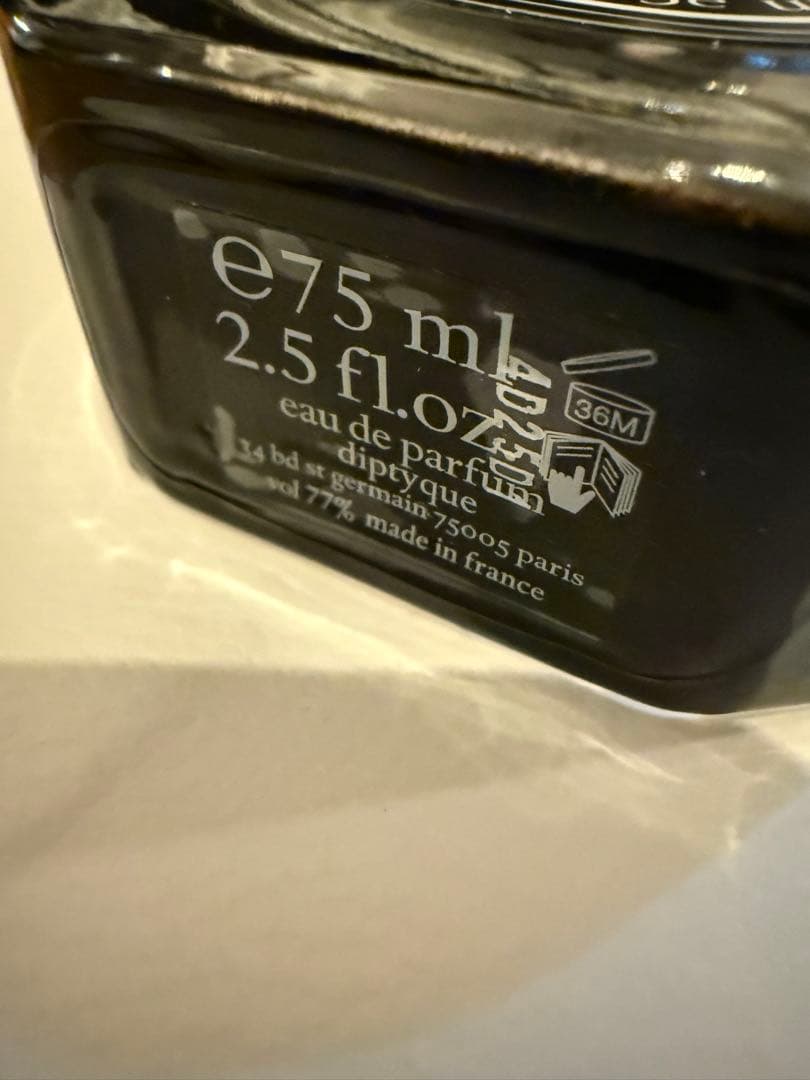 e75 ml
2.5 fl.oz
eau de parfum
diptyque
34 bd st germain 75005 paris
vol 77% made in france
4D25D
36M